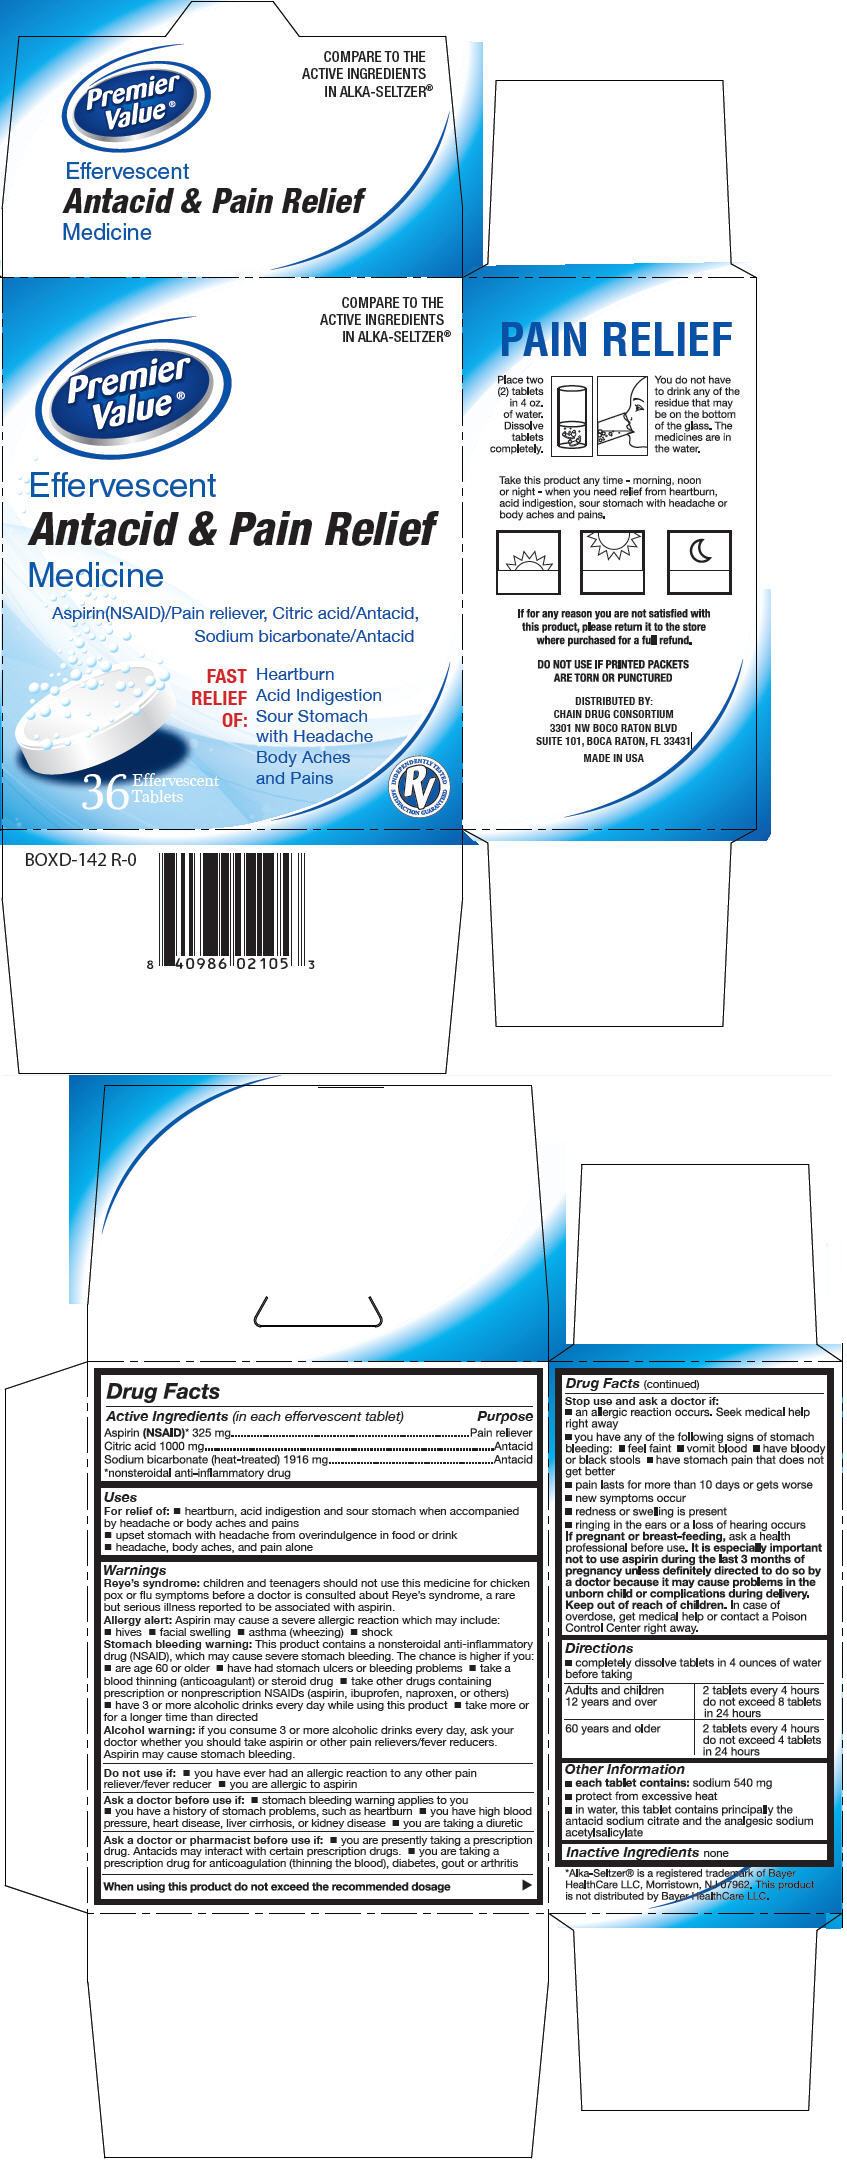 COMPARE TO THE
ACTIVE INGREDIENTS
IN ALKA-SELTZER®
Premier
Value®
Effervescent
Antacid & Pain Relief
Medicine
COMPARE TO THE
ACTIVE INGREDIENTS
IN ALKA-SELTZER®
Premier
Value®
Effervescent
Antacid & Pain Relief
Medicine
Aspirin(NSAID)/Pain reliever, Citric acid/Antacid,
Sodium bicarbonate/Antacid
FAST
RELIEF
OF:
Heartburn
Acid Indigestion
Sour Stomach
with Headache
Body Aches
and Pains
36 Effervescent
Tablets
INDEPENDENTLY TESTED
RV
SATISFACTION GUARANTEED
PAIN RELIEF
Place two
(2) tablets
in 4 oz.
of water.
Dissolve
tablets
completely.
You do not have
to drink any of the
residue that may
be on the bottom
of the glass. The
medicines are in
the water.
Take this product any time - morning, noon
or night - when you need relief from heartburn,
acid indigestion, sour stomach with headache or
body aches and pains.
If for any reason you are not satisfied with
this product, please return it to the store
where purchased for a full refund.
DO NOT USE IF PRINTED PACKETS
ARE TORN OR PUNCTURED
DISTRIBUTED BY:
CHAIN DRUG CONSORTIUM
3301 NW BOCO RATON BLVD
SUITE 101, BOCA RATON, FL 33431
MADE IN USA
BOXD-142 R-0
8 40986 02105 3
Drug Facts
Active Ingredients (in each effervescent tablet) Purpose
Aspirin (NSAID)* 325 mg Pain reliever
Citric acid 1000 mg Antacid
Sodium bicarbonate (heat-treated) 1916 mg Antacid
*nonsteroidal anti-inflammatory drug
Uses
For relief of: ■ heartburn, acid indigestion and sour stomach when accompanied
by headache or body aches and pains
■ upset stomach with headache from overindulgence in food or drink
■ headache, body aches, and pain alone
Warnings
Reye's syndrome: children and teenagers should not use this medicine for chicken
pox or flu symptoms before a doctor is consulted about Reye's syndrome, a rare
but serious illness reported to be associated with aspirin.
Allergy alert: Aspirin may cause a severe allergic reaction which may include:
■ hives ■ facial swelling ■ asthma (wheezing) ■ shock
Stomach bleeding warning: This product contains a nonsteroidal anti-inflammatory
drug (NSAID), which may cause severe stomach bleeding. The chance is higher if you:
■ are age 60 or older ■ have had stomach ulcers or bleeding problems ■ take a
blood thinning (anticoagulant) or steroid drug ■ take other drugs containing
prescription or nonprescription NSAIDs (aspirin, ibuprofen, naproxen, or others)
■ have 3 or more alcoholic drinks every day while using this product ■ take more or
for a longer time than directed
Alcohol warning: if you consume 3 or more alcoholic drinks every day, ask your
doctor whether you should take aspirin or other pain relievers/fever reducers.
Aspirin may cause stomach bleeding.
Do not use if: ■ you have ever had an allergic reaction to any other pain
reliever/fever reducer ■ you are allergic to aspirin
Ask a doctor before use if: ■ stomach bleeding warning applies to you
■ you have a history of stomach problems, such as heartburn ■ you have high blood
pressure, heart disease, liver cirrhosis, or kidney disease ■ you are taking a diuretic
Ask a doctor or pharmacist before use if: ■ you are presently taking a prescription
drug. Antacids may interact with certain prescription drugs. ■ you are taking a
prescription drug for anticoagulation (thinning the blood), diabetes, gout or arthritis
When using this product do not exceed the recommended dosage
Drug Facts (continued)
Stop use and ask a doctor if:
■ an allergic reaction occurs. Seek medical help
right away
■ you have any of the following signs of stomach
bleeding: ■ feel faint ■ vomit blood ■ have bloody
or black stools ■ have stomach pain that does not
get better
■ pain lasts for more than 10 days or gets worse
■ new symptoms occur
■ redness or swelling is present
■ ringing in the ears or a loss of hearing occurs
If pregnant or breast-feeding, ask a health
professional before use. It is especially important
not to use aspirin during the last 3 months of
pregnancy unless definitely directed to do so by
a doctor because it may cause problems in the
unborn child or complications during delivery.
Keep out of reach of children. In case of
overdose, get medical help or contact a Poison
Control Center right away.
Directions
■ completely dissolve tablets in 4 ounces of water
before taking
Adults and children 2 tablets every 4 hours
12 years and over do not exceed 8 tablets
in 24 hours
60 years and older 2 tablets every 4 hours
do not exceed 4 tablets
in 24 hours
Other Information
■ each tablet contains: sodium 540 mg
■ protect from excessive heat
■ in water, this tablet contains principally the
antacid sodium citrate and the analgesic sodium
acetylsalicylate
Inactive Ingredients none
*Alka-Seltzer® is a registered trademark of Bayer
HealthCare LLC, Morristown, NJ 07962. This product
is not distributed by Bayer HealthCare LLC.